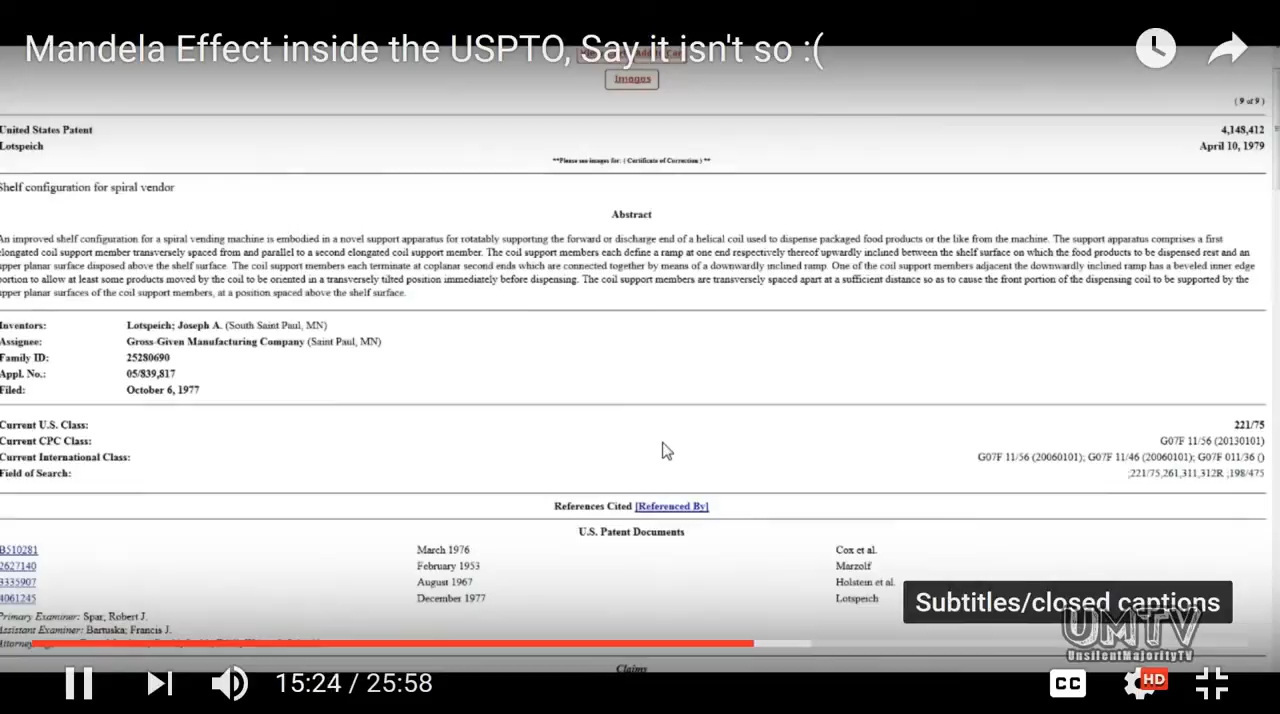 Mandela Effect inside the USPTO, Say it isn't so :(
Images
( 9 of 9 )
United States Patent 4,148,412
Lotspeich April 10, 1979
**Please see images for: ( Certificate of Correction ) **
Shelf configuration for spiral vendor
Abstract
An improved shelf configuration for a spiral vending machine is embodied in a novel support apparatus for rotatably supporting the forward or discharge end of a helical coil used to dispense packaged food products or the like from the machine. The support apparatus comprises a first
elongated coil support member transversely spaced from and parallel to a second elongated coil support member. The coil support members each define a ramp at one end respectively thereof upwardly inclined between the shelf surface on which the food products to be dispensed rest and an
upper planar surface disposed above the shelf surface. The coil support members each terminate at coplanar second ends which are connected together by means of a downwardly inclined ramp. One of the coil support members adjacent the downwardly inclined ramp has a beveled inner edge
portion to allow at least some products moved by the coil to be oriented in a transversely tilted position immediately before dispensing. The coil support members are transversely spaced apart at a sufficient distance so as to cause the front portion of the dispensing coil to be supported by the
upper planar surfaces of the coil support members, at a position spaced above the shelf surface.
Inventors: Lotspeich; Joseph A. (South Saint Paul, MN)
Assignee: Gross-Given Manufacturing Company (Saint Paul, MN)
Family ID: 25280690
Appl. No.: 05/839,817
Filed: October 6, 1977
Current U.S. Class: 221/75
Current CPC Class: G07F 11/56 (20130101)
Current International Class: G07F 11/56 (20060101); G07F 11/46 (20060101); G07F 011/36 ()
Field of Search: ;221/75,261,311,312R ;198/475
References Cited [Referenced By]
U.S. Patent Documents
B510281 March 1976 Cox et al.
2627140 February 1953 Marzolf
3335907 August 1967 Holstein et al.
4061245 December 1977 Lotspeich
Subtitles/closed captions
Primary Examiner: Spar; Robert J.
Assistant Examiner: Bartuska; Francis J.
UMTV
UnsilentMajorityTV
Claims
15:24 / 25:58
CC
HD